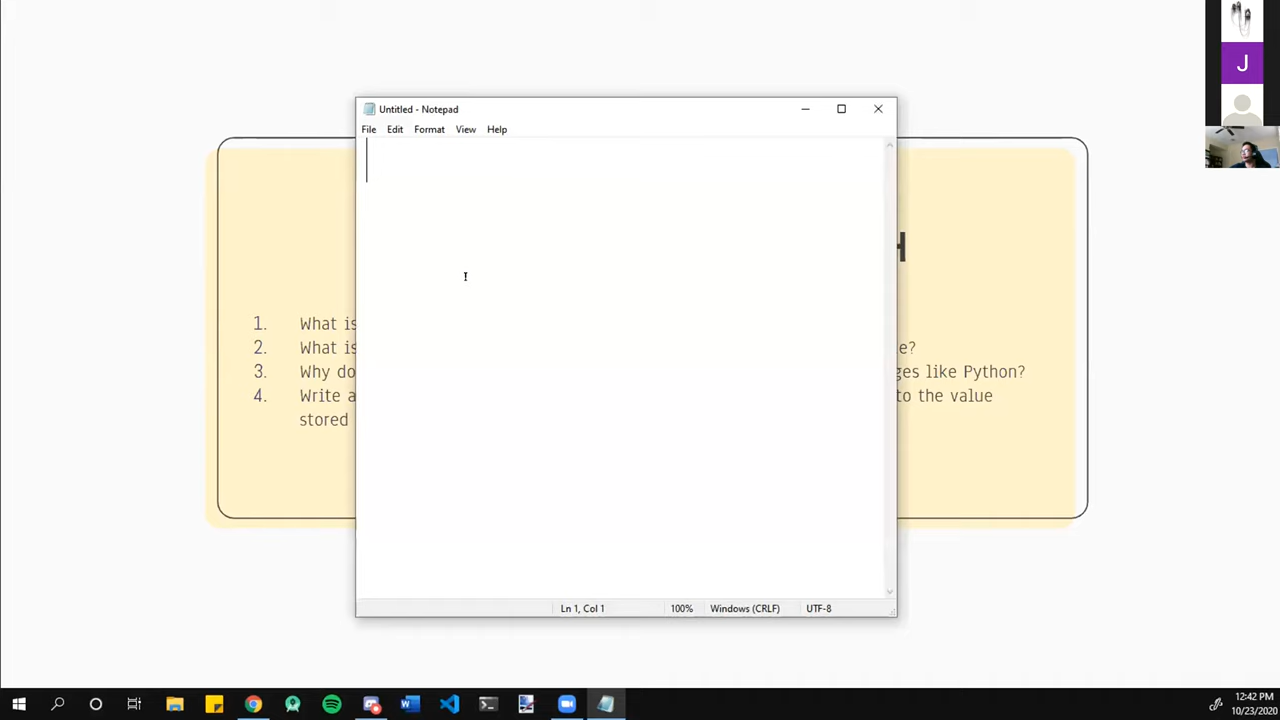 Untitled - Notepad
File Edit Format View Help
J
H
1. What is
2. What is e?
3. Why do ges like Python?
4. Write a to the value
stored
Ln 1, Col 1 100% Windows (CRLF) UTF-8
12:42 PM
10/23/2020